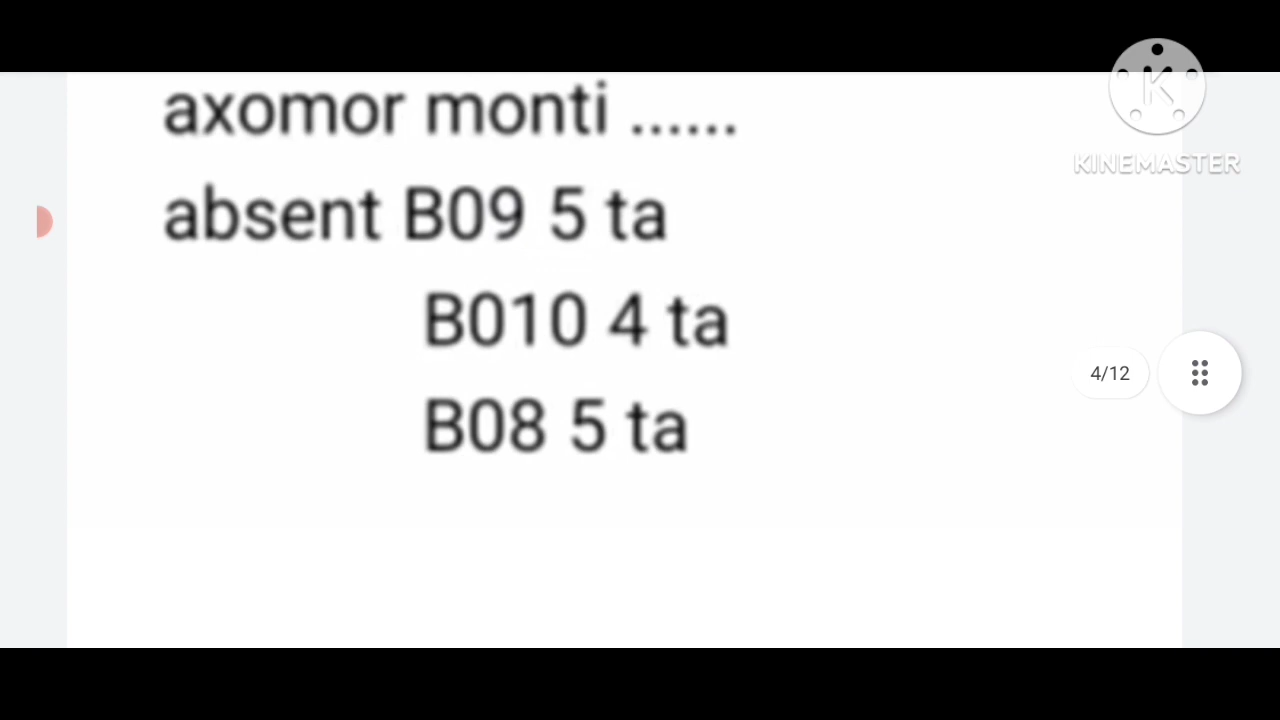 axomor monti ......
absent B09 5 ta
B010 4 ta
B08 5 ta
4/12
K
KINEMASTER